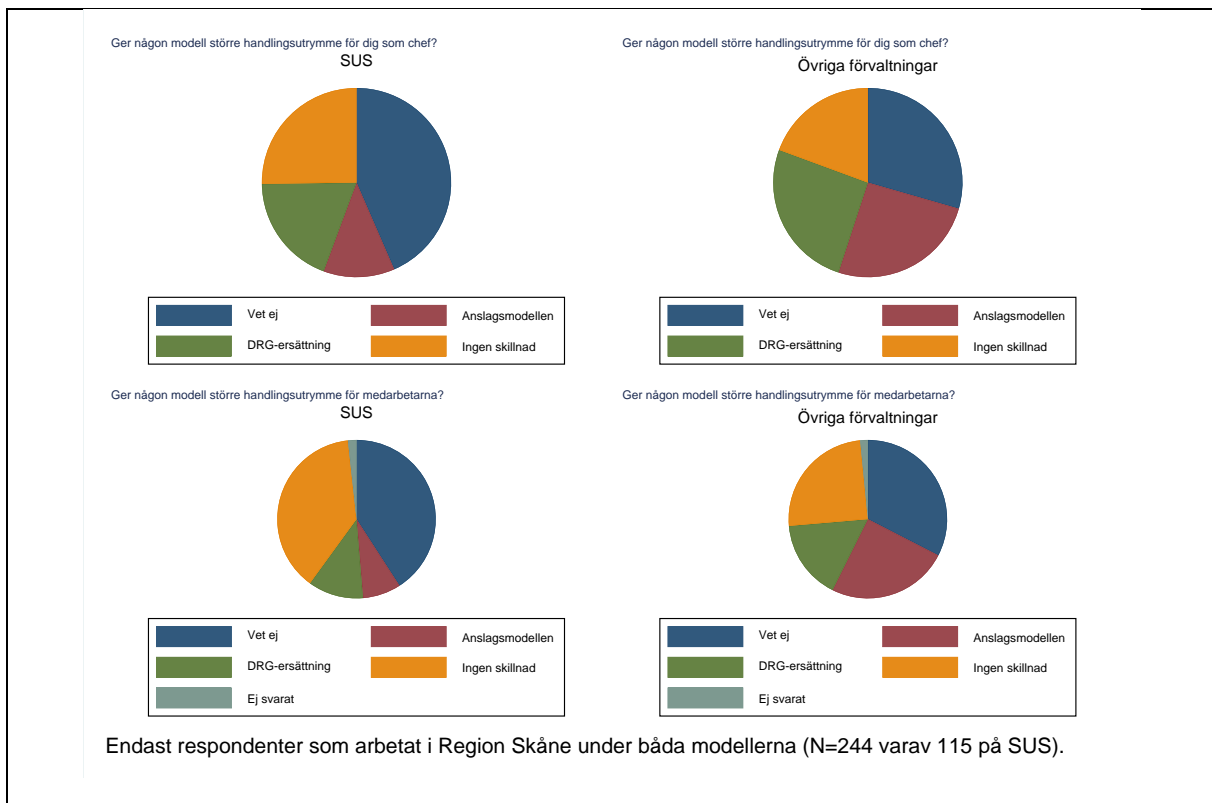 Ger någon modell större handlingsutrymme för dig som chef?
SUS
Vet ej
Anslagsmodellen
DRG-ersättning
Ingen skillnad
Ger någon modell större handlingsutrymme för dig som chef?
Övriga förvaltningar
Vet ej
Anslagsmodellen
DRG-ersättning
Ingen skillnad
Ger någon modell större handlingsutrymme för medarbetarna?
SUS
Vet ej
Anslagsmodellen
DRG-ersättning
Ingen skillnad
Ej svarat
Ger någon modell större handlingsutrymme för medarbetarna?
Övriga förvaltningar
Vet ej
Anslagsmodellen
DRG-ersättning
Ingen skillnad
Ej svarat
Endast respondenter som arbetat i Region Skåne under båda modellerna (N=244 varav 115 på SUS).